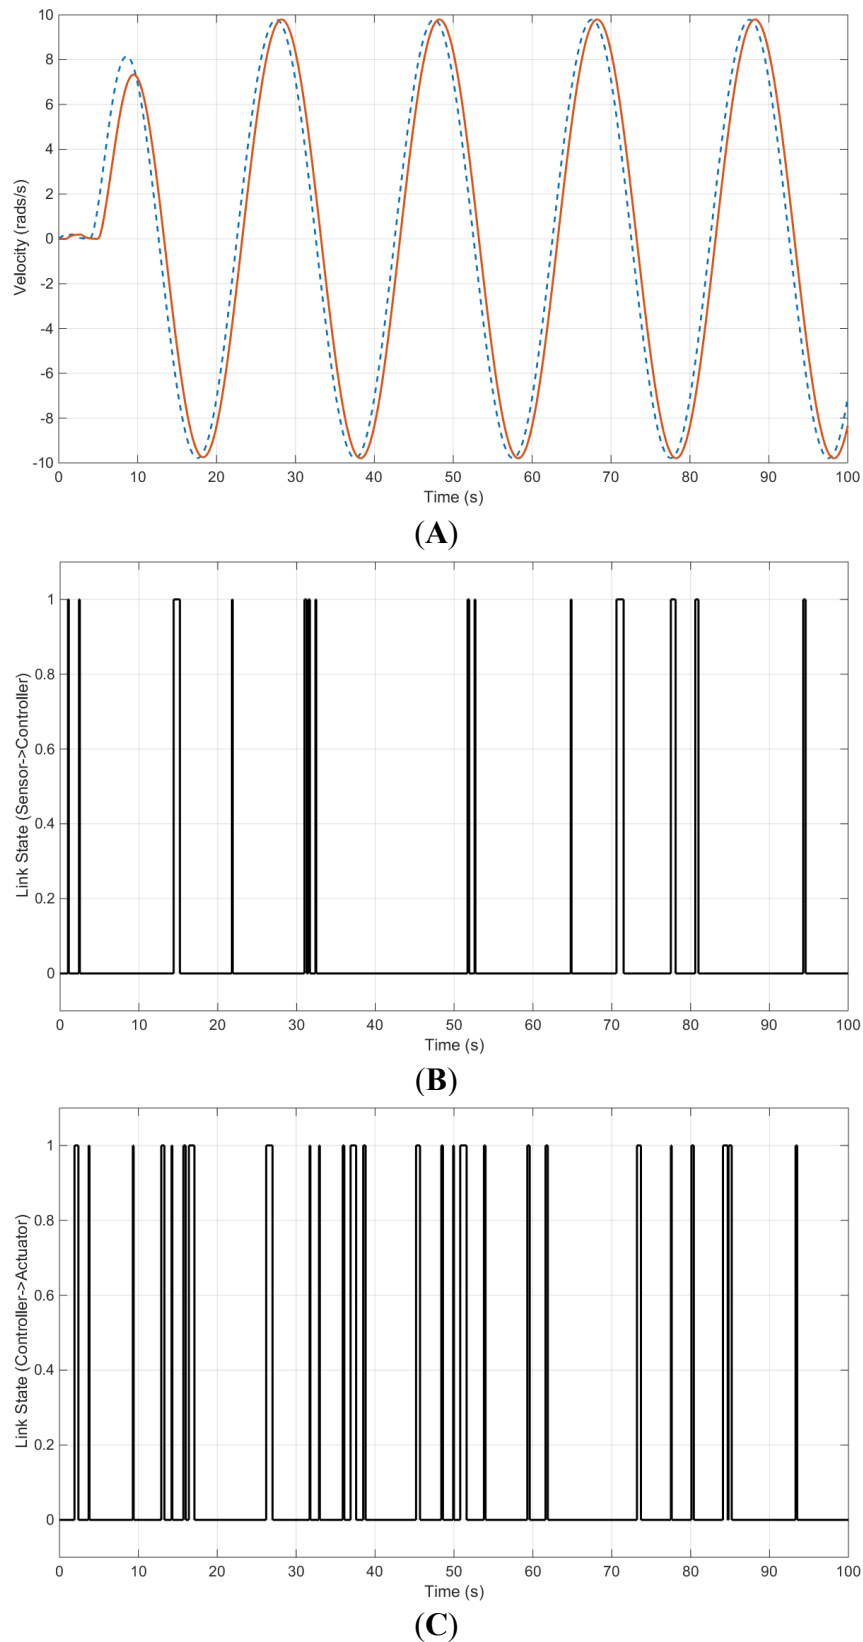 10
8
6
4
2
0
-2
-4
-6
-8
-10
Velocity (rads/s)
0 10 20 30 40 50 60 70 80 90 100
Time (s)
(A)
1
0.8
0.6
0.4
0.2
0
Link State (Sensor->Controller)
0 10 20 30 40 50 60 70 80 90 100
Time (s)
(B)
1
0.8
0.6
0.4
0.2
0
Link State (Controller->Actuator)
0 10 20 30 40 50 60 70 80 90 100
Time (s)
(C)